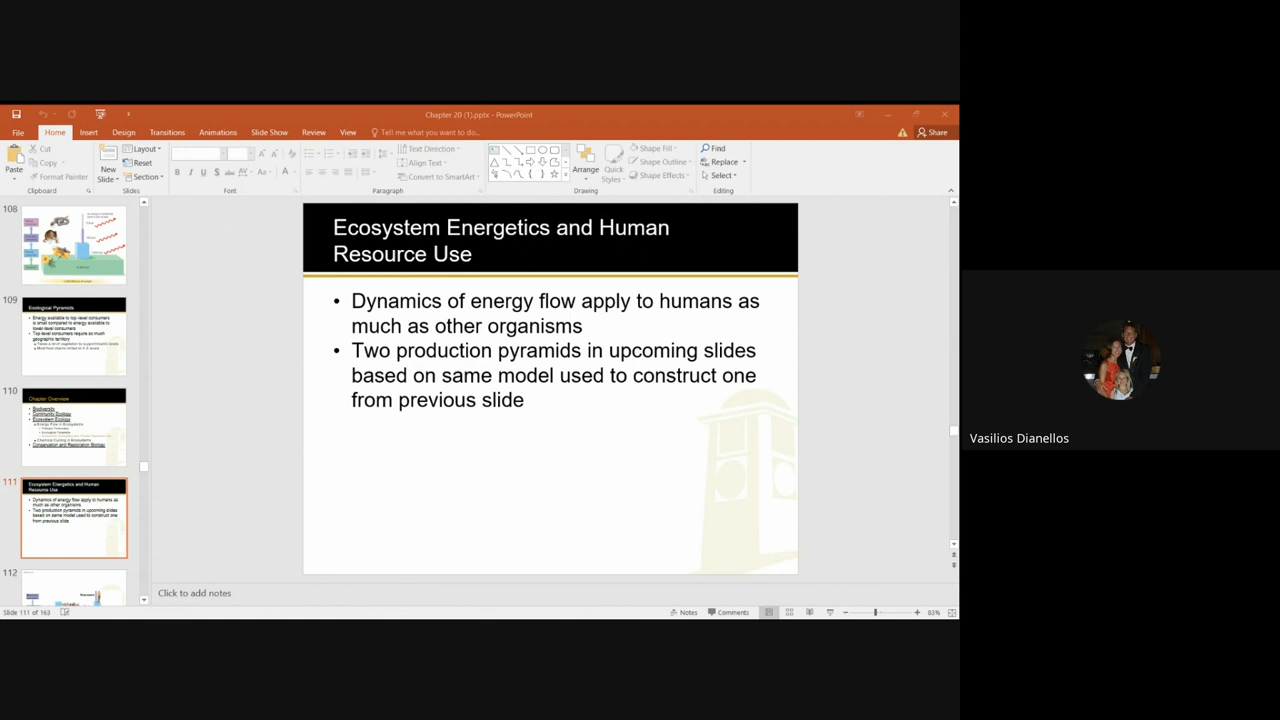 Chapter 20 (1).pptx - PowerPoint
File Home Insert Design Transitions Animations Slide Show Review View Tell me what you want to do... Share
Paste
Cut
Copy
Format Painter
Clipboard
New
Slide
Layout
Reset
Section
Slides
Font
Text Direction
Align Text
Convert to SmartArt
Paragraph
Arrange
Quick
Styles
Shape Fill
Shape Outline
Shape Effects
Drawing
Find
Replace
Select
Editing
108
109
Ecological Pyramids
Energy available to top-level consumers
is small compared to energy available to
lower-level consumers
Top-level consumers require so much
geographic territory
110
Chapter Overview
Biodiversity
Community Ecology
Ecosystem Ecology
Energy Flow in Ecosystems
Chemical Cycling in Ecosystems
Conservation and Restoration Biology
111
Ecosystem Energetics and Human
Resource Use
Dynamics of energy flow apply to humans as
much as other organisms
Two production pyramids in upcoming slides
based on same model used to construct one
from previous slide
112
Ecosystem Energetics and Human
Resource Use
• Dynamics of energy flow apply to humans as
much as other organisms
• Two production pyramids in upcoming slides
based on same model used to construct one
from previous slide
Click to add notes
Slide 111 of 163
Notes
Comments
83%
Vasilios Dianellos